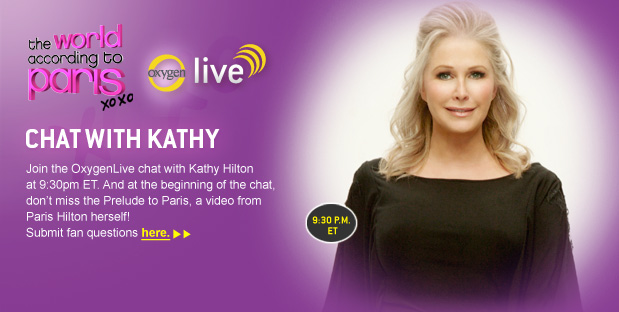 the world
according to
paris
xoxo
oxygen live
CHAT WITH KATHY
Join the OxygenLive chat with Kathy Hilton
at 9:30pm ET. And at the beginning of the chat,
don't miss the Prelude to Paris, a video from
Paris Hilton herself!
Submit fan questions here.
9:30 P.M.
ET